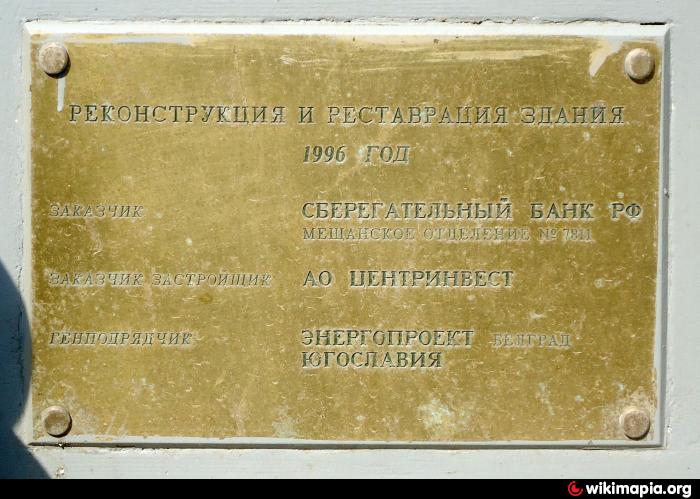 РЕКОНСТРУКЦИЯ И РЕСТАВРАЦИЯ ЗДАНИЯ
1996 ГОД
ЗАКАЗЧИК СБЕРЕГАТЕЛЬНЫЙ БАНК РФ
МЕЩАНСКОЕ ОТДЕЛЕНИЕ № 7811
ЗАКАЗЧИК ЗАСТРОЙЩИК АО ЦЕНТРИНВЕСТ
ГЕНПОДРЯДЧИК ЭНЕРГОПРОЕКТ БЕЛГРАД
ЮГОСЛАВИЯ
wikimapia.org